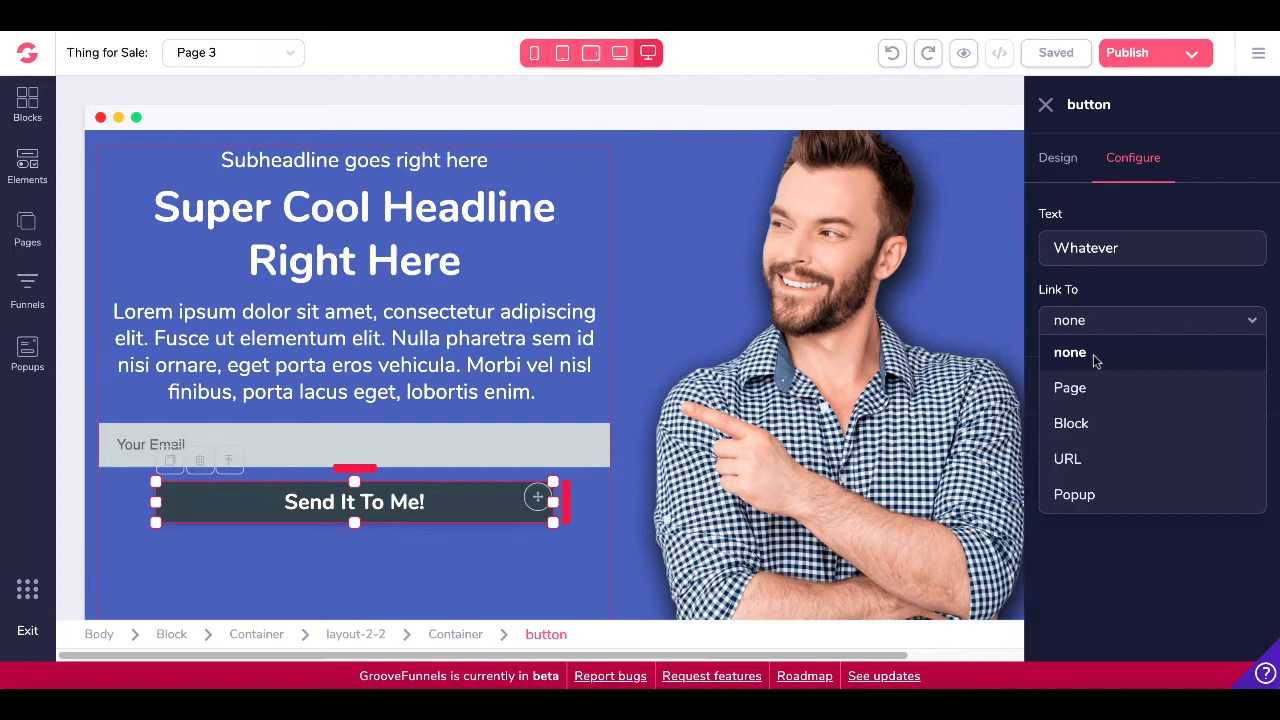 Thing for Sale:
Page 3
Saved
Publish
Blocks
Elements
Pages
Funnels
Popups
Exit
Subheadline goes right here
Super Cool Headline
Right Here
Lorem ipsum dolor sit amet, consectetur adipiscing
elit. Fusce ut elementum elit. Nulla pharetra sem id
nisi ornare, eget porta eros vehicula. Morbi vel nisl
finibus, porta lacus eget, lobortis enim.
Your Email
Send It To Me!
button
Design
Configure
Text
Whatever
Link To
none
none
Page
Block
URL
Popup
Body
Block
Container
layout-2-2
Container
button
GrooveFunnels is currently in beta
Report bugs
Request features
Roadmap
See updates